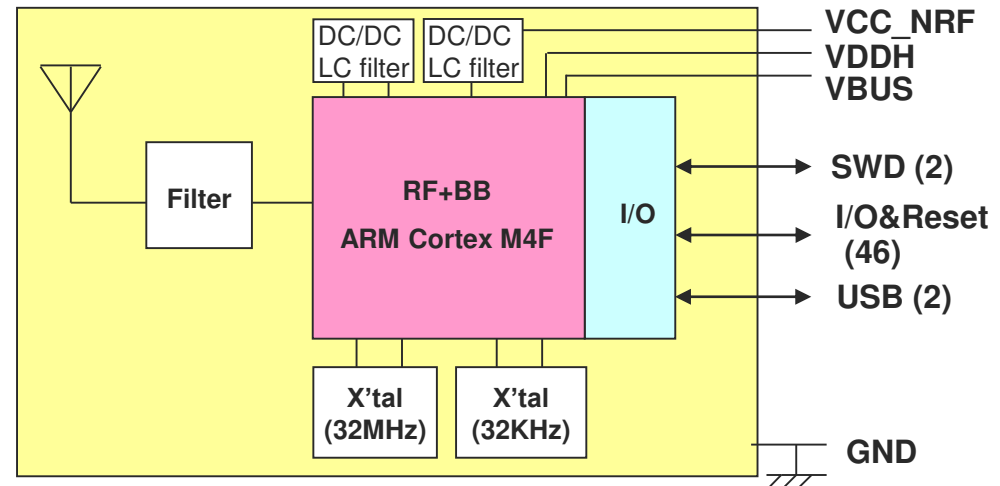 DC/DC
LC filter
DC/DC
LC filter
VCC_NRF
VDDH
VBUS
Filter
RF+BB
ARM Cortex M4F
I/O
SWD (2)
I/O&Reset
(46)
USB (2)
X'tal
(32MHz)
X'tal
(32KHz)
GND